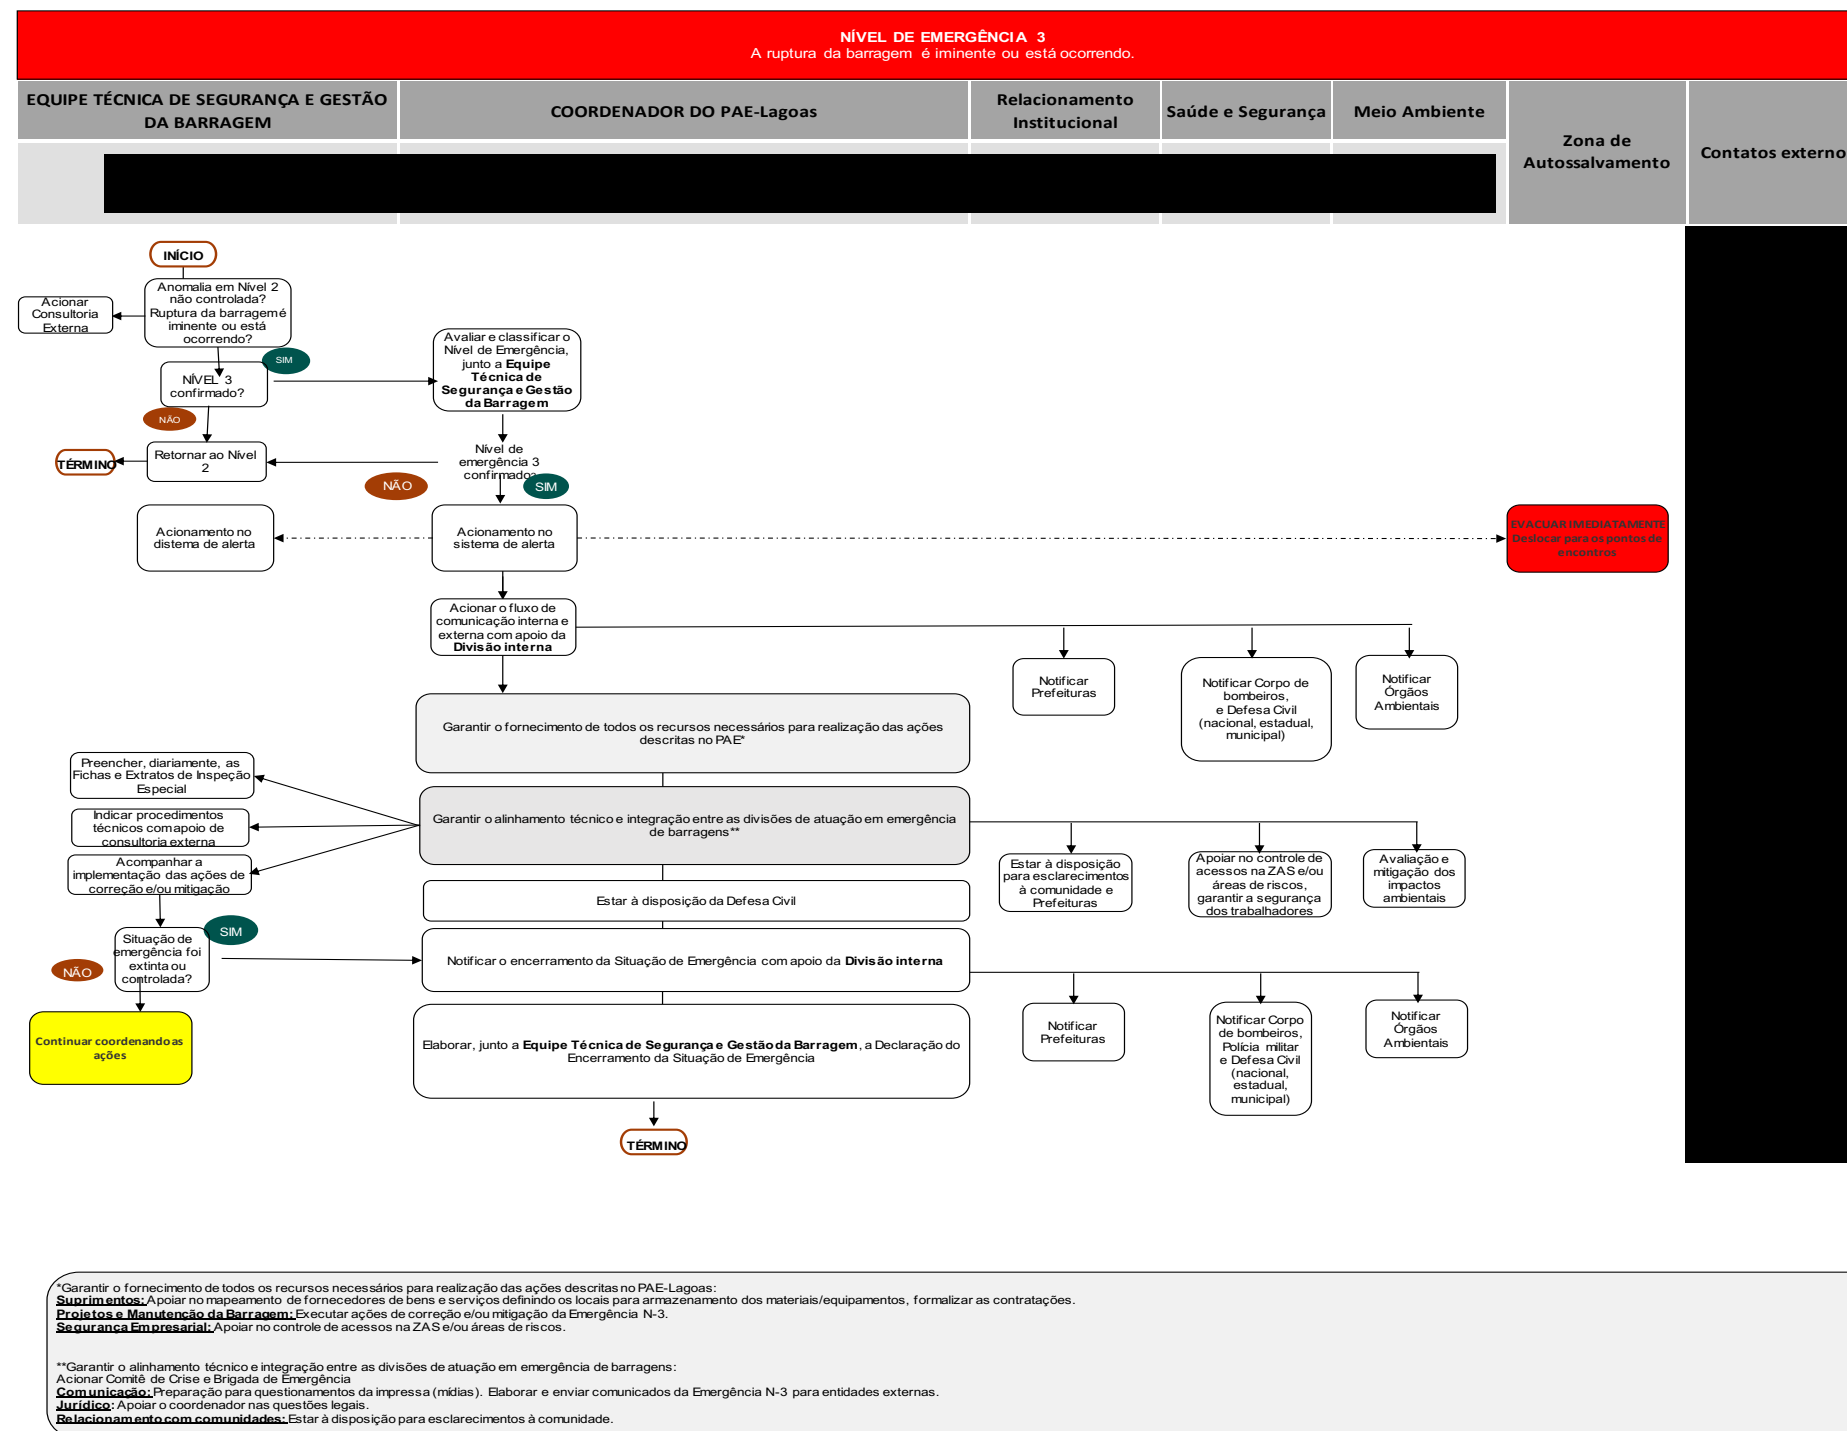 NÍVEL DE EMERGÊNCIA 3
A ruptura da barragem é iminente ou está ocorrendo.
EQUIPE TÉCNICA DE SEGURANÇA E GESTÃO
DA BARRAGEM
COORDENADOR DO PAE-Lagoas
Relacionamento
Institucional
Saúde e Segurança
Meio Ambiente
Zona de
Autossalvamento
Contatos externo
INÍCIO
Anomalia em Nível 2
não controlada?
Ruptura da barragem é
iminente ou está
ocorrendo?
Acionar
Consultoria
Externa
SIM
NÍVEL 3
confirmado?
NÃO
Avaliar e classificar o
Nível de Emergência,
junto a Equipe
Técnica de
Segurança e Gestão
da Barragem
Retornar ao Nível
2
TÉRMINO
Nível de
emergência 3
confirmado?
NÃO
SIM
Acionamento no
distema de alerta
Acionamento no
sistema de alerta
EVACUAR IMEDIATAMENTE
Deslocar para os pontos de
encontros
Acionar o fluxo de
comunicação interna e
externa com apoio da
Divisão interna
Notificar
Prefeituras
Notificar Corpo de
bombeiros,
e Defesa Civil
(nacional, estadual,
municipal)
Notificar
Órgãos
Ambientais
Garantir o fornecimento de todos os recursos necessários para realização das ações
descritas no PAE*
Preencher, diariamente, as
Fichas e Extratos de Inspeção
Especial
Indicar procedimentos
técnicos com apoio de
consultoria externa
Acompanhar a
implementação das ações de
correção e/ou mitigação
Garantir o alinhamento técnico e integração entre as divisões de atuação em emergência
de barragens**
Estar à disposição
para esclarecimentos
à comunidade e
Prefeituras
Apoiar no controle de
acessos na ZAS e/ou
áreas de riscos,
garantir a segurança
dos trabalhadores
Avaliação e
mitigação dos
impactos
ambientais
Estar à disposição da Defesa Civil
SIM
Situação de
emergência foi
extinta ou
controlada?
NÃO
Notificar o encerramento da Situação de Emergência com apoio da Divisão interna
Continuar coordenando as
ações
Elaborar, junto a Equipe Técnica de Segurança e Gestão da Barragem, a Declaração do
Encerramento da Situação de Emergência
Notificar
Prefeituras
Notificar Corpo
de bombeiros,
Polícia militar
e Defesa Civil
(nacional,
estadual,
municipal)
Notificar
Órgãos
Ambientais
TÉRMINO
*Garantir o fornecimento de todos os recursos necessários para realização das ações descritas no PAE-Lagoas:
Suprimentos: Apoiar no mapeamento de fornecedores de bens e serviços definindo os locais para armazenamento dos materiais/equipamentos, formalizar as contratações.
Projetos e Manutenção da Barragem: Executar ações de correção e/ou mitigação da Emergência N-3.
Segurança Empresarial: Apoiar no controle de acessos na ZAS e/ou áreas de riscos.
**Garantir o alinhamento técnico e integração entre as divisões de atuação em emergência de barragens:
Acionar Comitê de Crise e Brigada de Emergência
Comunicação: Preparação para questionamentos da impressa (mídias). Elaborar e enviar comunicados da Emergência N-3 para entidades externas.
Jurídico: Apoiar o coordenador nas questões legais.
Relacionamento com comunidades: Estar à disposição para esclarecimentos à comunidade.